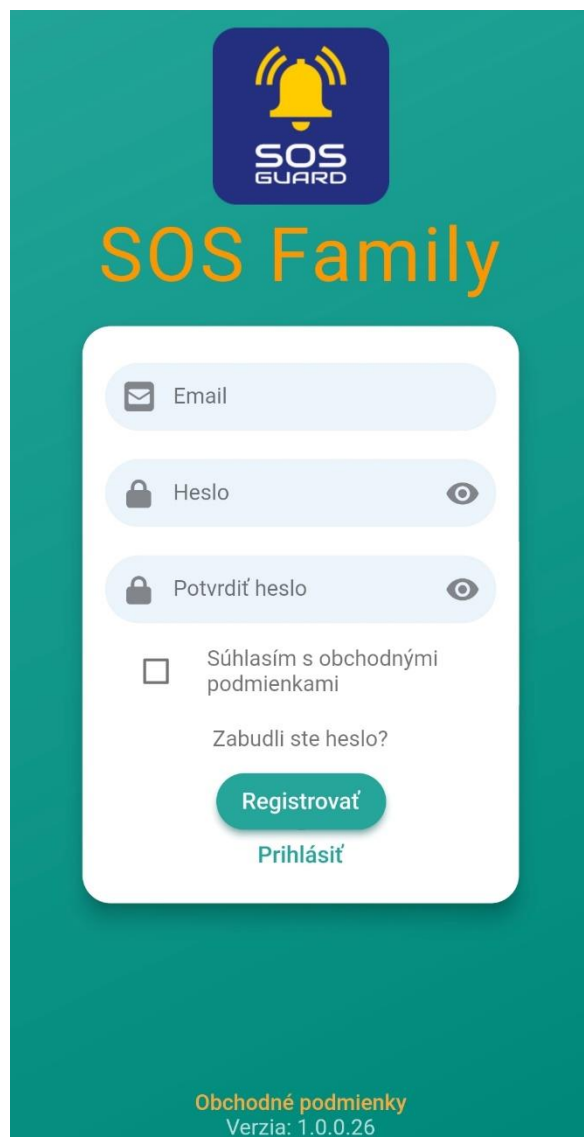 SOS
GUARD
SOS Family
Email
Heslo
Potvrdiť heslo
Súhlasím s obchodnými
podmienkami
Zabudli ste heslo?
Registrovať
Prihlásiť
Obchodné podmienky
Verzia: 1.0.0.26